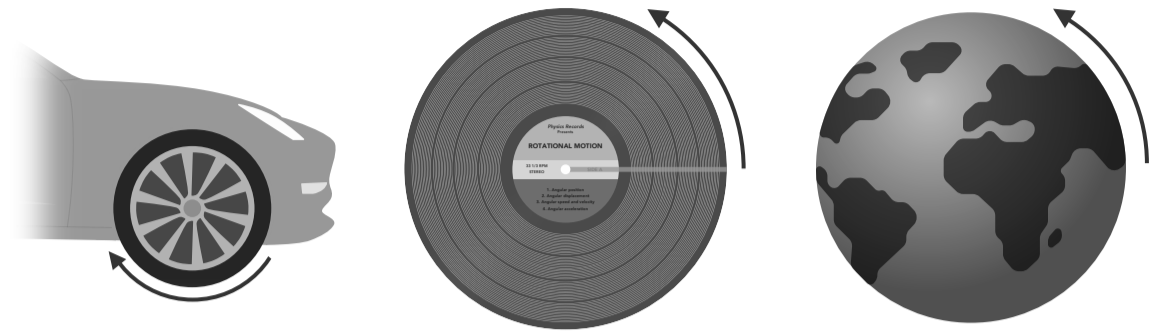 Physics Records
Presents
ROTATIONAL MOTION
33 1/3 RPM
STEREO
1. Angular position
2. Angular displacement
3. Angular speed and velocity
4. Angular acceleration